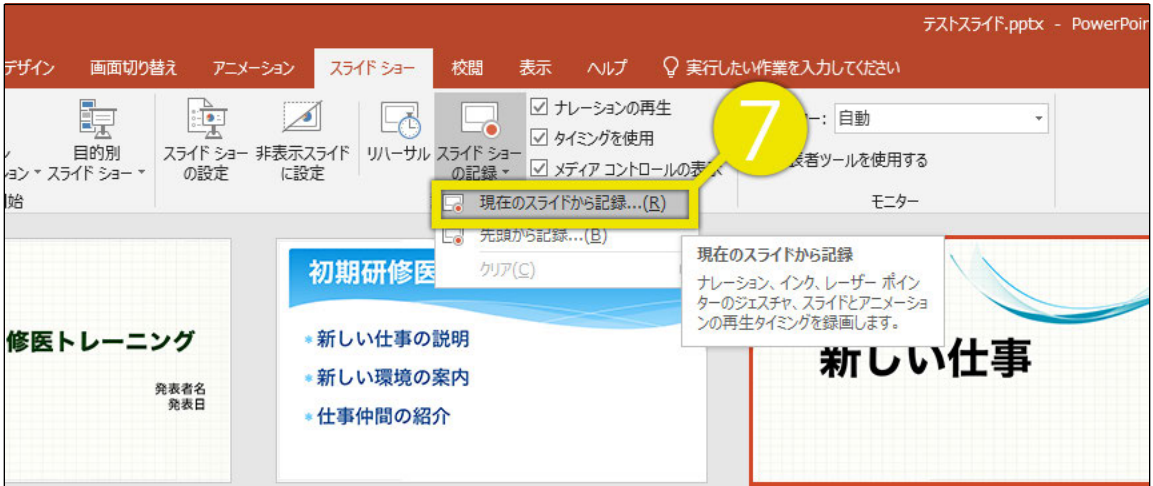 テストスライド.pptx - PowerPoin
デザイン 画面切り替え アニメーション スライド ショー 校閲 表示 ヘルプ 実行したい作業を入力してください
目的別
スライド ショー
スライド ショー
の設定
非表示スライド
に設定
リハーサル
スライド ショー
の記録
ナレーションの再生
タイミングを使用
メディア コントロールの表示
7
ー: 自動
者ツールを使用する
ョン
始
モニター
現在のスライドから記録...(R)
先頭から記録...(B)
クリア(C)
現在のスライドから記録
ナレーション、インク、レーザー ポイン
ターのジェスチャ、スライドとアニメーショ
ンの再生タイミングを録画します。
修医トレーニング
発表者名
発表日
初期研修医
新しい仕事の説明
新しい環境の案内
仕事仲間の紹介
新しい仕事